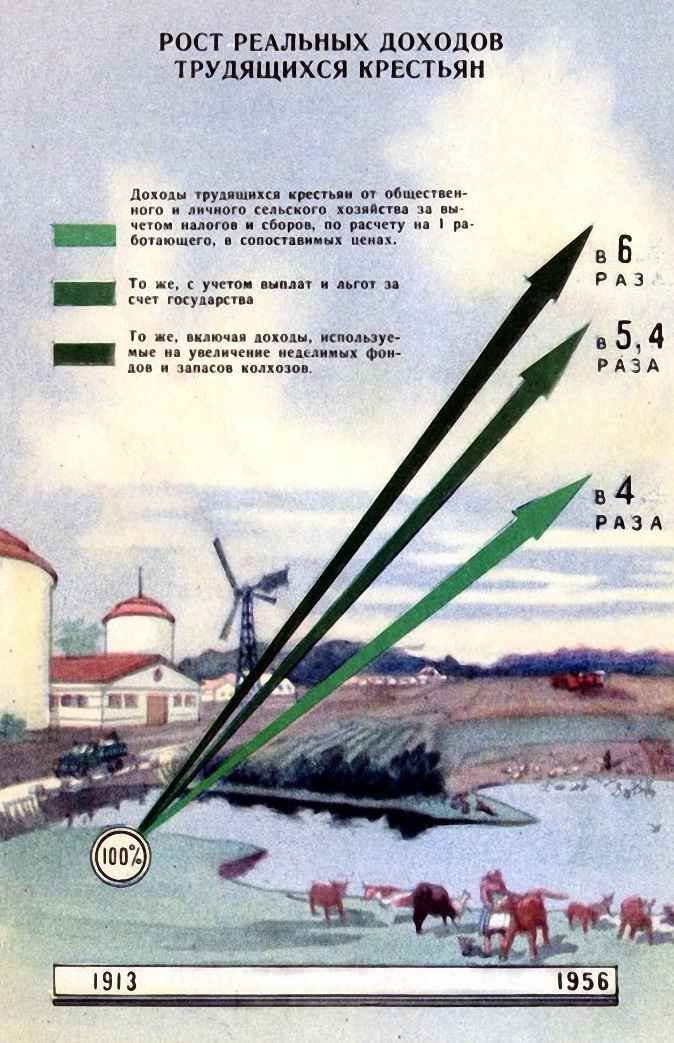 РОСТ РЕАЛЬНЫХ ДОХОДОВ
ТРУДЯЩИХСЯ КРЕСТЬЯН
Доходы трудящихся крестьян от обществен-
ного и личного сельского хозяйства за вы-
четом налогов и сборов, по расчету на 1 ра-
ботающего, в сопоставимых ценах.
То же, с учетом выплат и льгот за
счет государства
То же, включая доходы, используе-
мые на увеличение неделимых фон-
дов и запасов колхозов.
в 6
РАЗ
в 5,4
РАЗА
в 4
РАЗА
100%
1913 1956